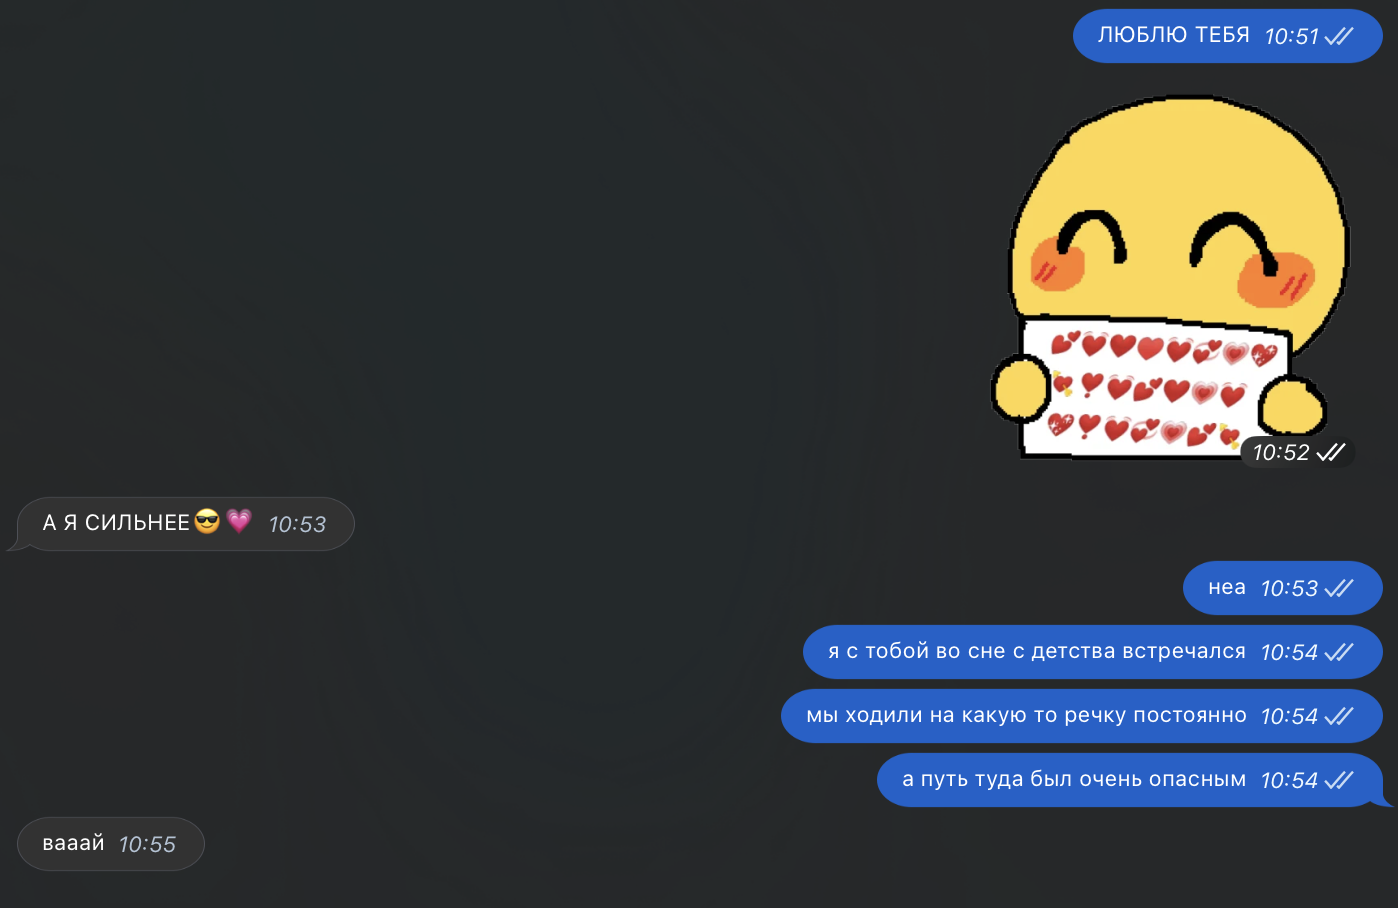 ЛЮБЛЮ ТЕБЯ 10:51
10:52
А Я СИЛЬНЕЕ😎💗 10:53
неа 10:53
я с тобой во сне с детства встречался 10:54
мы ходили на какую то речку постоянно 10:54
а путь туда был очень опасным 10:54
вааай 10:55